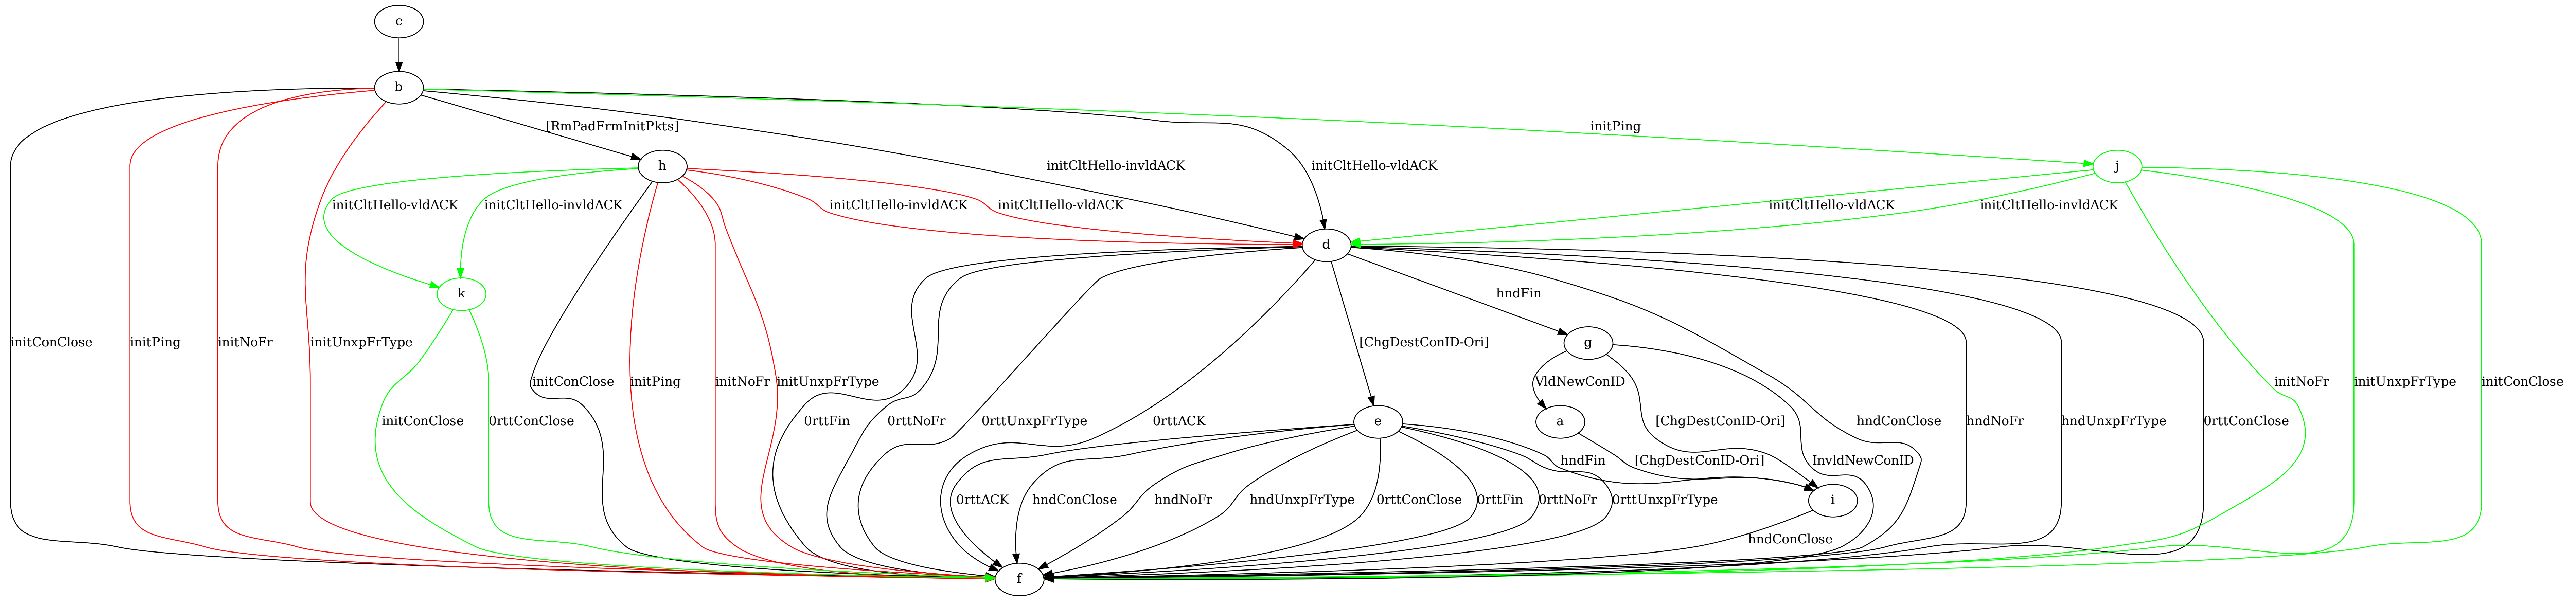 c
b
[RmPadFrmInitPkts]
initPing
h
initCltHello-invldACK
initCltHello-vldACK
j
initCltHello-vldACK
initCltHello-invldACK
initCltHello-invldACK
initCltHello-vldACK
initCltHello-vldACK
initCltHello-invldACK
d
k
hndFin
initConClose
initPing
initNoFr
initUnxpFrType
[ChgDestConID-Ori]
g
initConClose
initPing
initNoFr
initUnxpFrType
VldNewConID
initNoFr
initUnxpFrType
initConClose
initConClose
0rttConClose
0rttFin
0rttNoFr
0rttUnxpFrType
0rttACK
e
a
[ChgDestConID-Ori]
hndConClose
hndNoFr
hndUnxpFrType
0rttConClose
hndFin
[ChgDestConID-Ori]
InvldNewConID
0rttACK
hndConClose
hndNoFr
hndUnxpFrType
0rttConClose
0rttFin
0rttNoFr
0rttUnxpFrType
i
hndConClose
f